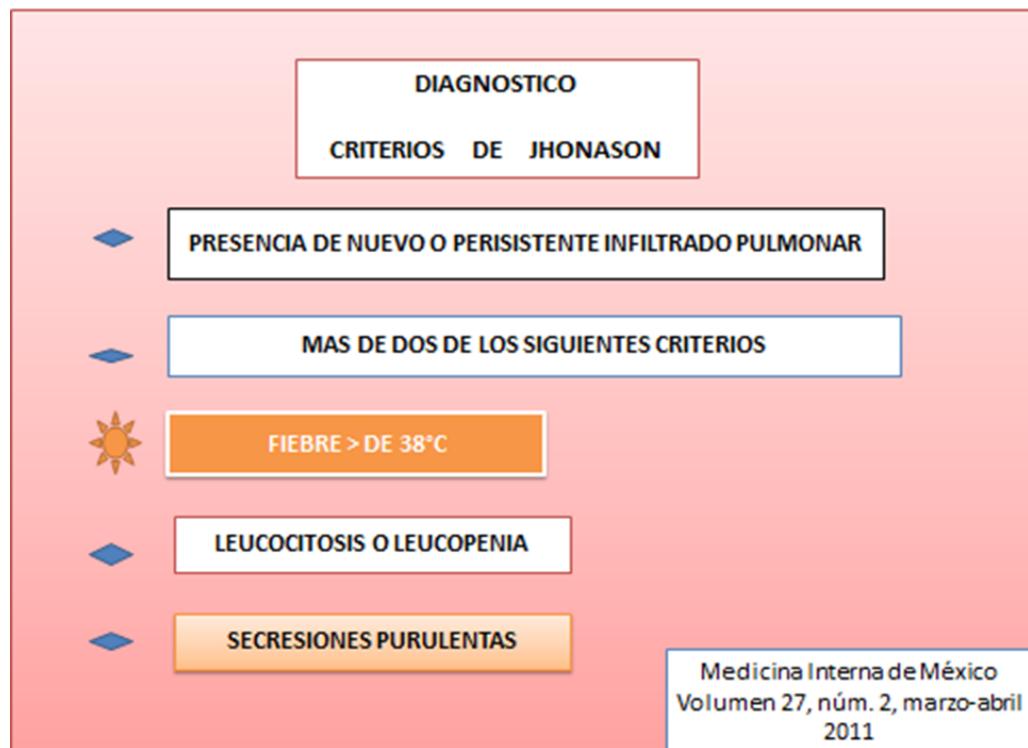 DIAGNOSTICO
CRITERIOS DE JHONASON
PRESENCIA DE NUEVO O PERISISTENTE INFILTRADO PULMONAR
MAS DE DOS DE LOS SIGUIENTES CRITERIOS
FIEBRE > DE 38°C
LEUCOCITOSIS O LEUCOPENIA
SECRESIONES PURULENTAS
Medicina Interna de México
Volumen 27, núm. 2, marzo-abril
2011